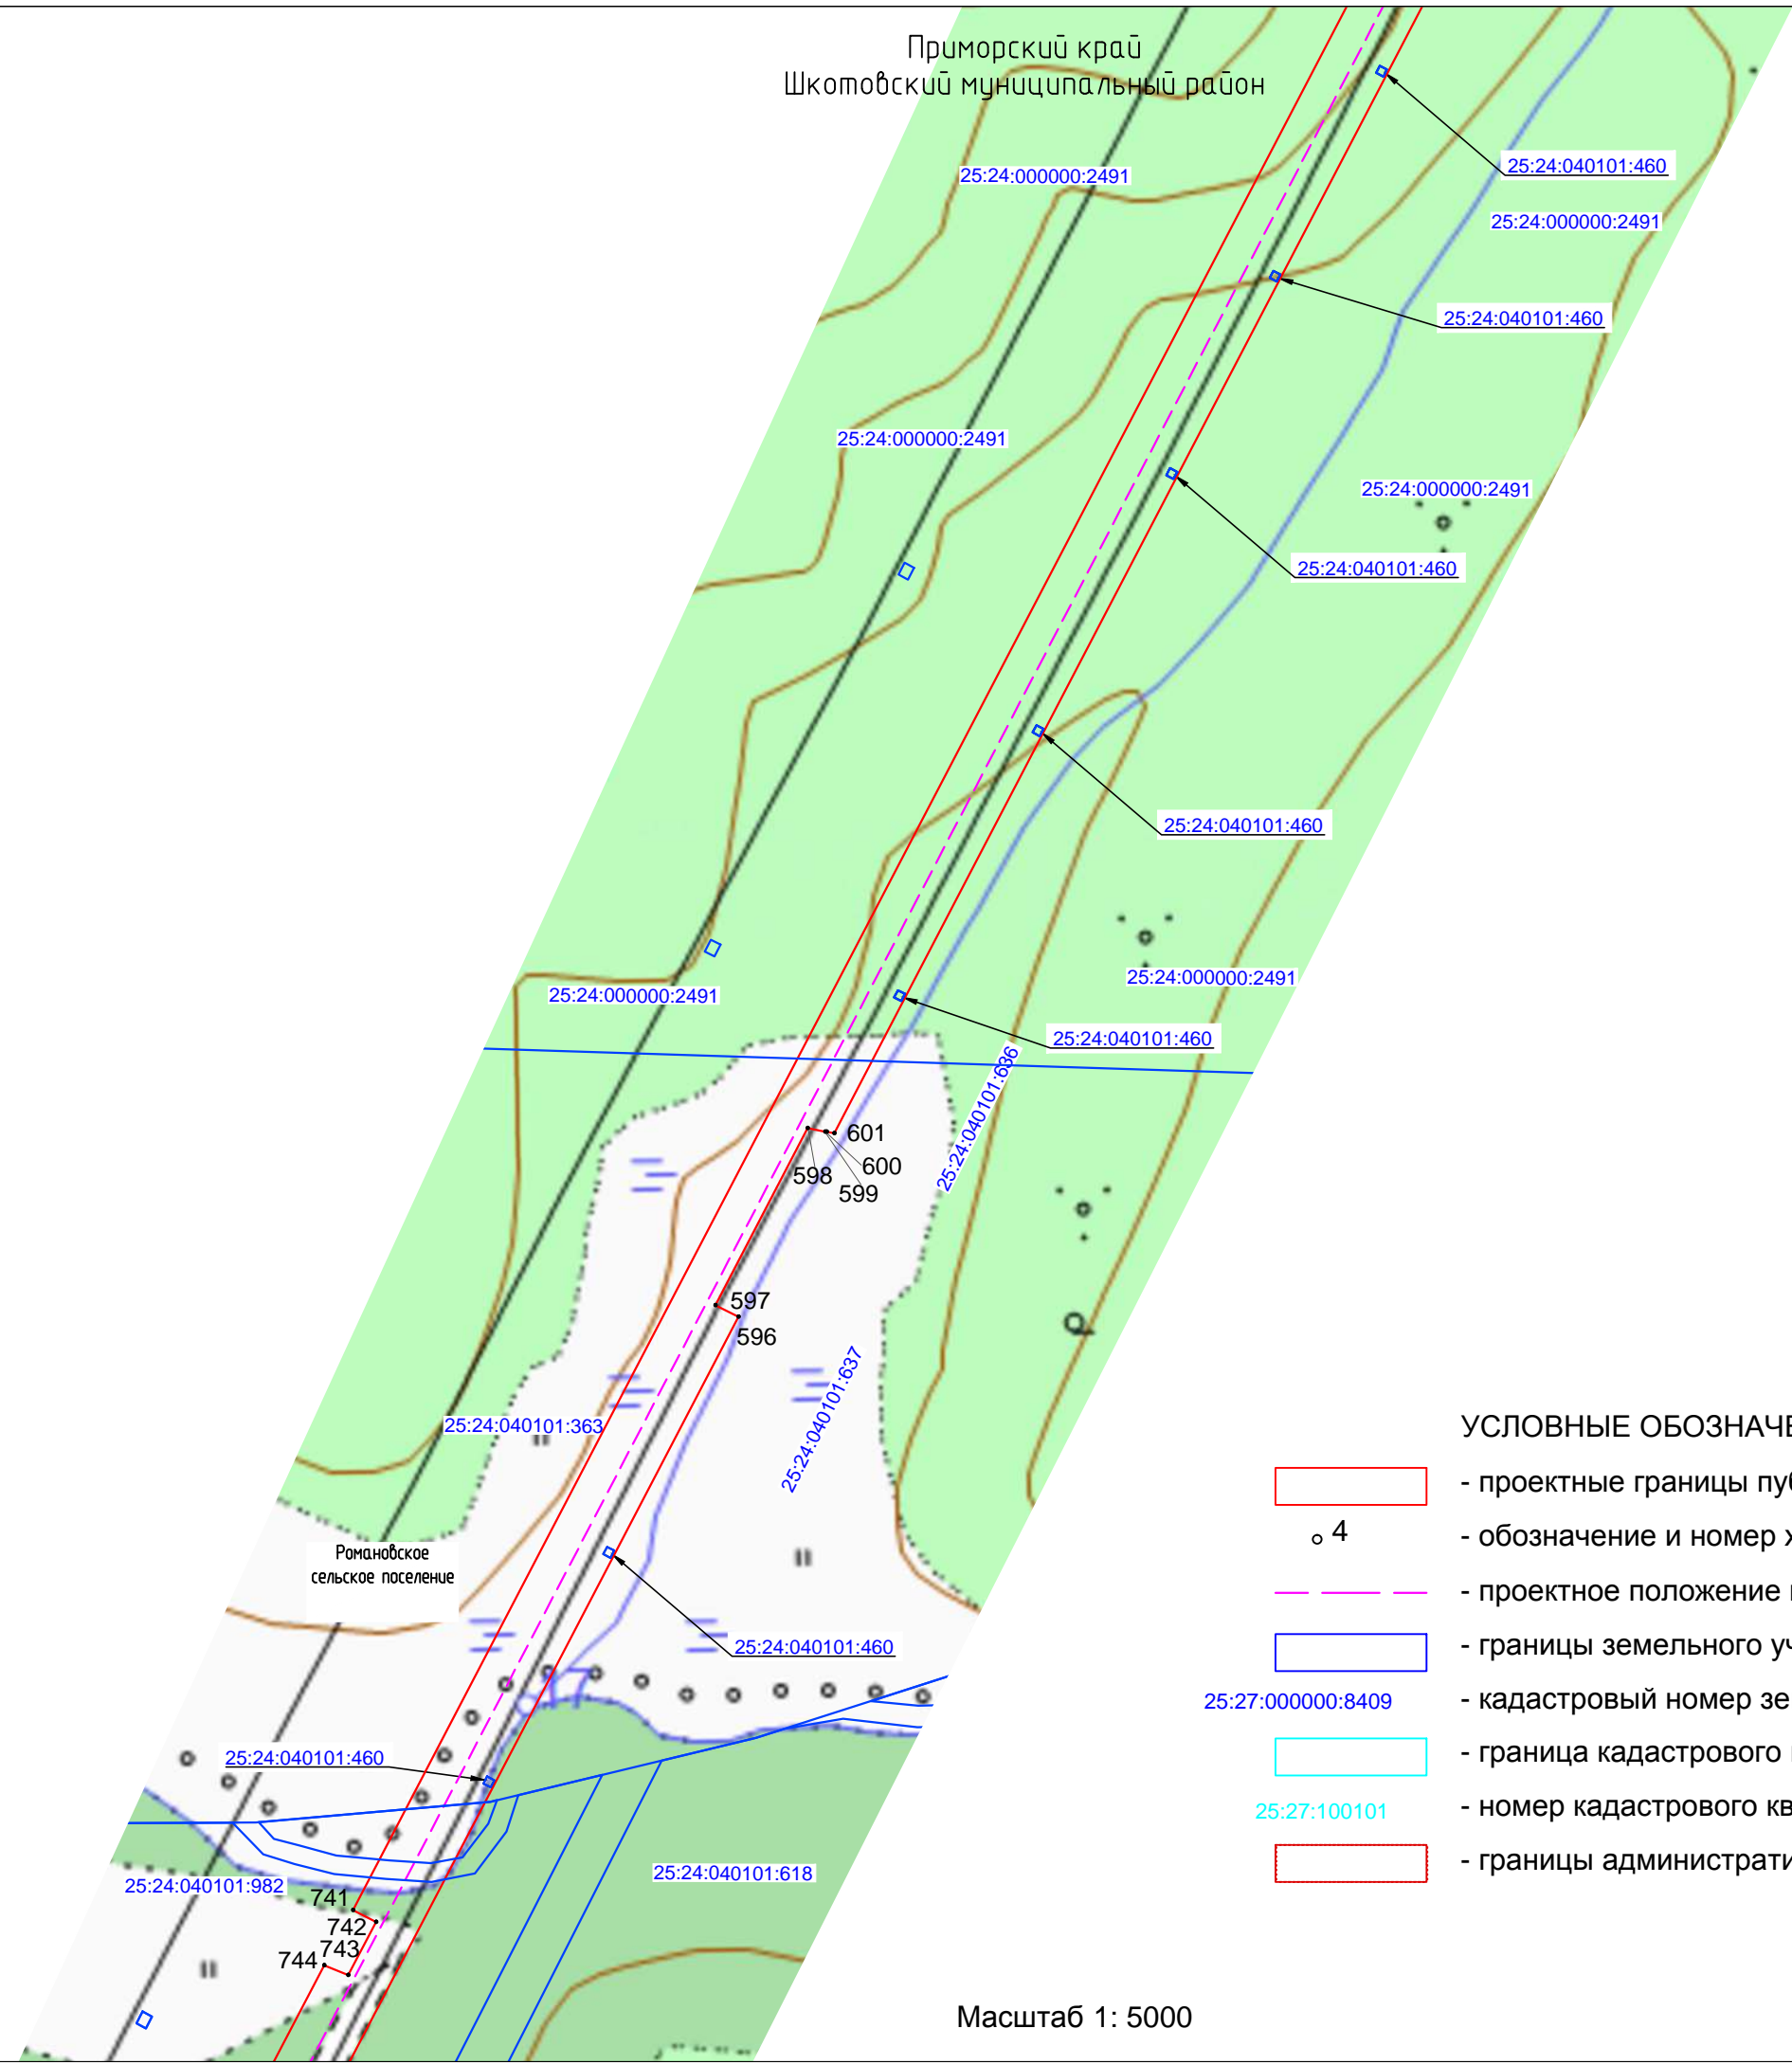 Приморский край
Шкотовский муниципальный район
25:24:040101:460
25:24:000000:2491
25:24:000000:2491
25:24:040101:460
25:24:000000:2491
25:24:000000:2491
25:24:040101:460
25:24:040101:460
25:24:000000:2491
25:24:000000:2491
25:24:040101:460
25:24:040101:636
601
600
598
599
597
596
25:24:040101:637
25:24:040101:363
Романовское
сельское поселение
25:24:040101:460
17
25:24:040101:460
25:24:040101:618
25:24:040101:982
741
742
743
744
УСЛОВНЫЕ ОБОЗНАЧЕ
- проектные границы пуб
4 - обозначение и номер х
- проектное положение
- границы земельного уч
25:27:000000:8409 - кадастровый номер зе
- граница кадастрового
25:27:100101 - номер кадастрового кв
- границы администрати
Масштаб 1: 5000